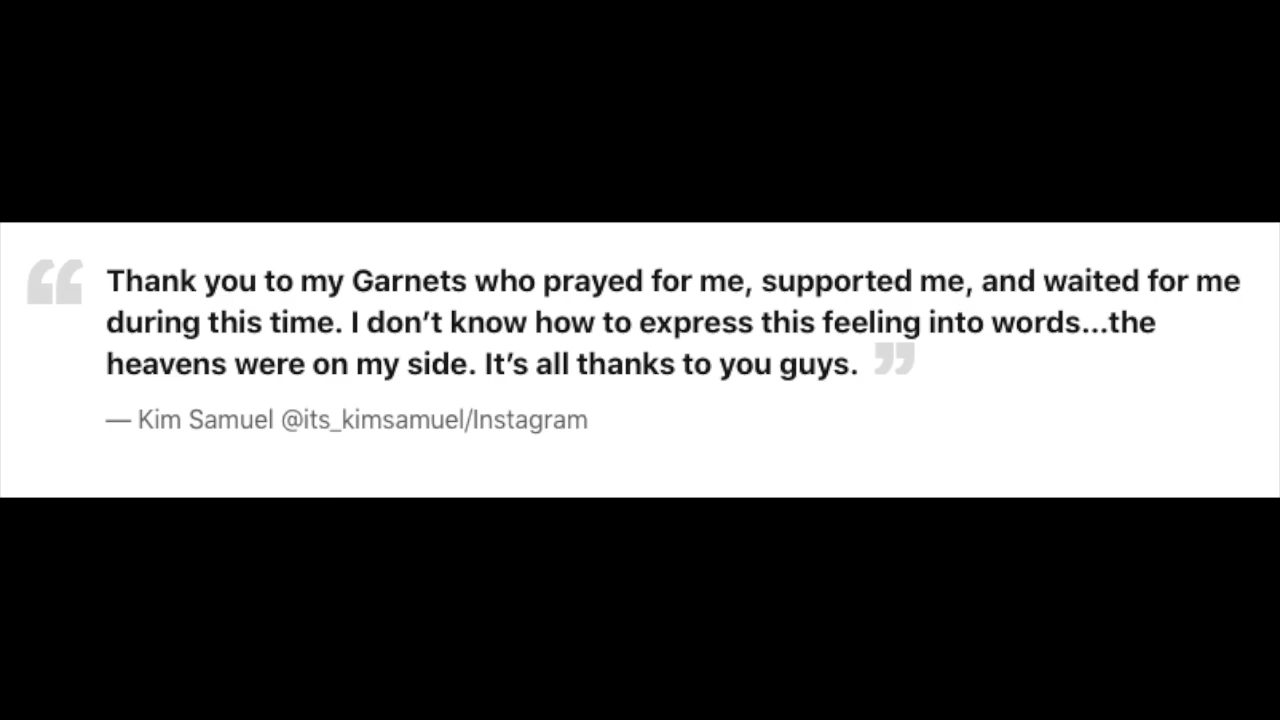 “ Thank you to my Garnets who prayed for me, supported me, and waited for me
during this time. I don’t know how to express this feeling into words...the
heavens were on my side. It’s all thanks to you guys. ”
— Kim Samuel @its_kimsamuel/Instagram